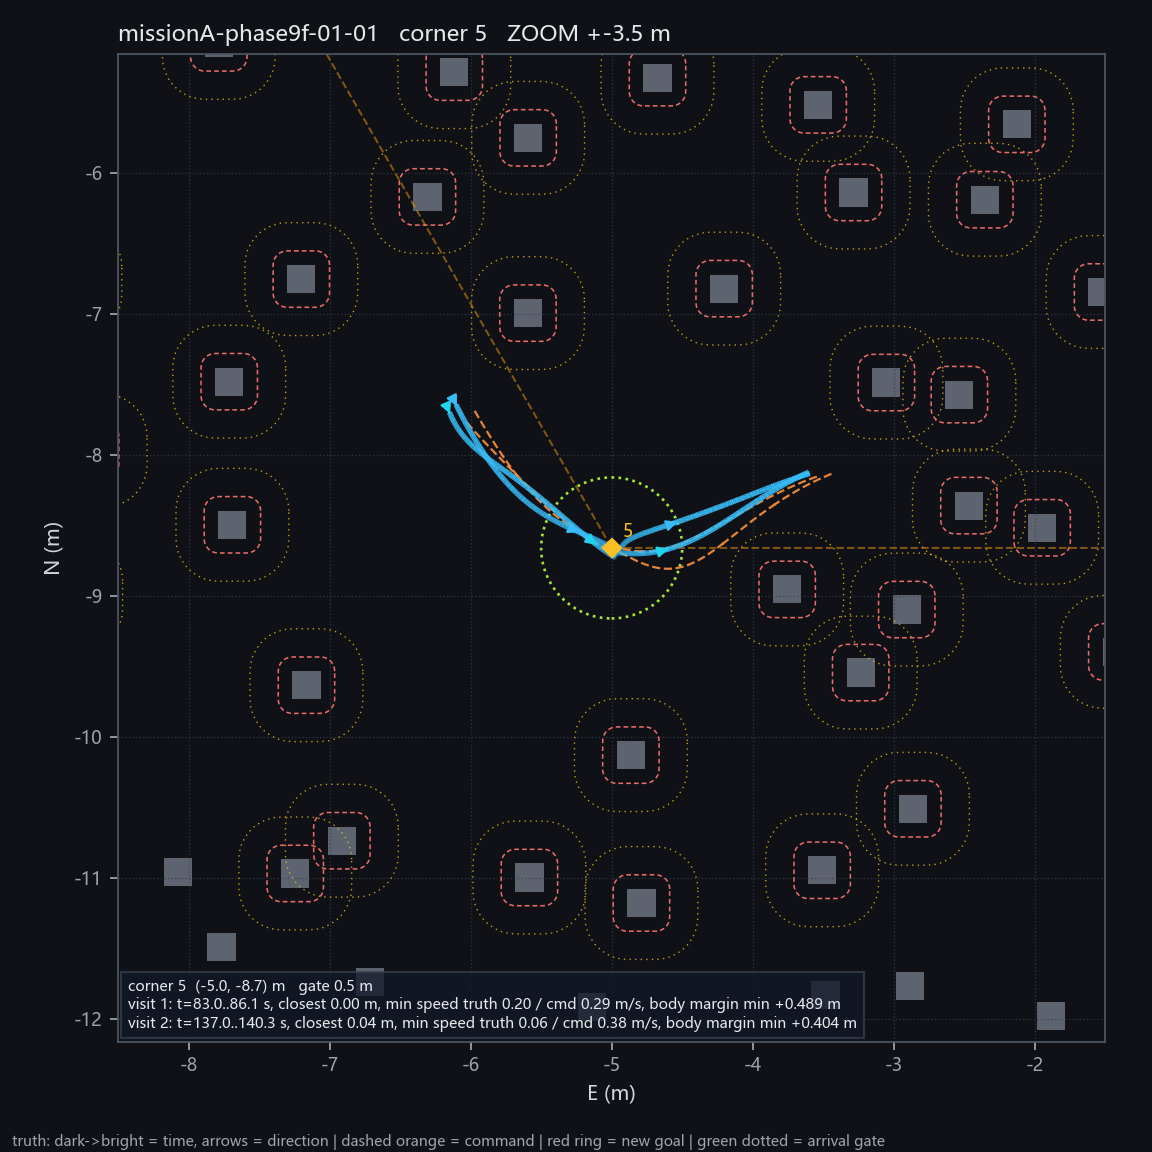 missionA-phase9f-01-01 corner 5 ZOOM +-3.5 m
-6
-7
-8
-9
-10
-11
-12
N (m)
5
corner 5 (-5.0, -8.7) m gate 0.5 m
visit 1: t=83.0..86.1 s, closest 0.00 m, min speed truth 0.20 / cmd 0.29 m/s, body margin min +0.489 m
visit 2: t=137.0..140.3 s, closest 0.04 m, min speed truth 0.06 / cmd 0.38 m/s, body margin min +0.404 m
-8 -7 -6 -5 -4 -3 -2
E (m)
truth: dark->bright = time, arrows = direction | dashed orange = command | red ring = new goal | green dotted = arrival gate